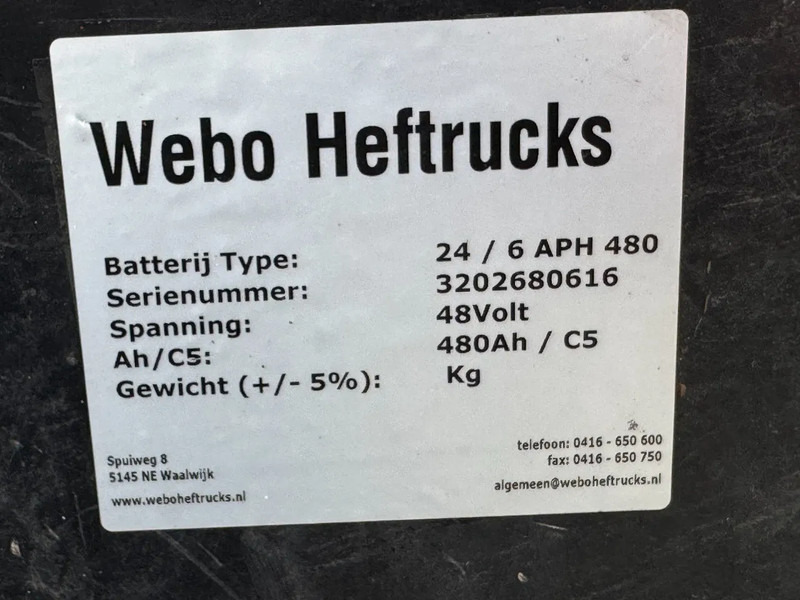 Webo Heftrucks
Batterij Type: 24 / 6 APH 480
Serienummer: 3202680616
Spanning: 48Volt
Ah/C5: 480Ah / C5
Gewicht (+/- 5%): Kg
Spuiweg 8
5145 NE Waalwijk
www.weboheftrucks.nl
telefoon: 0416 - 650 600
fax: 0416 - 650 750
algemeen@weboheftrucks.nl